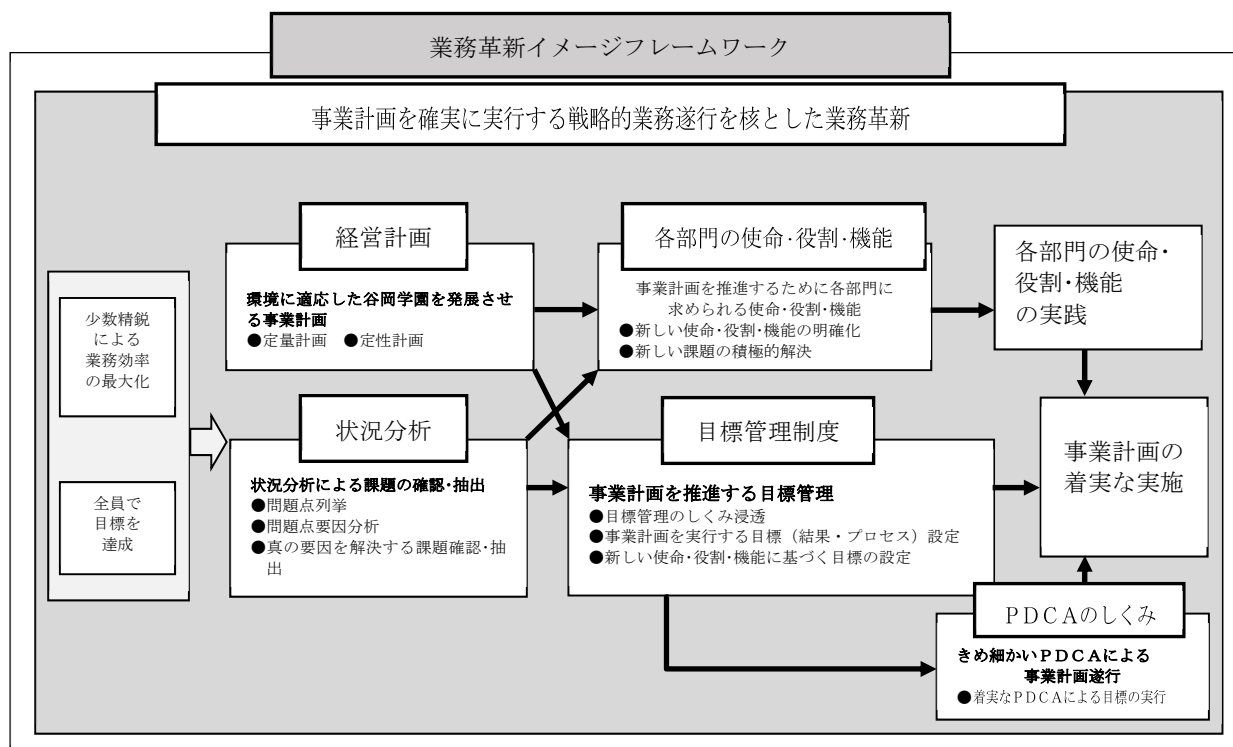 業務革新イメージフレームワーク
事業計画を確実に実行する戦略的業務遂行を核とした業務革新
少数精鋭
による
業務効率
の最大化
全員で
目標を
達成
経営計画
環境に適応した谷岡学園を発展させ
る事業計画
●定量計画　●定性計画
状況分析
状況分析による課題の確認･抽出
●問題点列挙
●問題点要因分析
●真の要因を解決する課題確認･抽
出
各部門の使命･役割･機能
事業計画を推進するために各部門に
求められる使命･役割･機能
●新しい使命･役割･機能の明確化
●新しい課題の積極的解決
目標管理制度
事業計画を推進する目標管理
●目標管理のしくみ浸透
●事業計画を実行する目標（結果・プロセス）設定
●新しい使命･役割･機能に基づく目標の設定
各部門の使命･
役割･機能
の実践
事業計画の
着実な実施
ＰＤＣＡのしくみ
きめ細かいＰＤＣＡによる
事業計画遂行
●着実なＰＤＣＡによる目標の実行